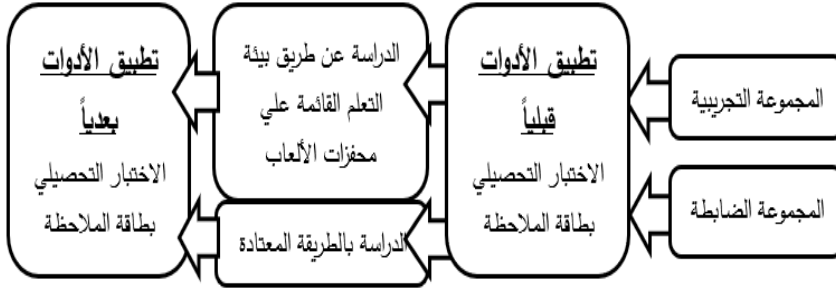 المجموعة التجريبية
المجموعة الضابطة
تطبيق الأدوات
قبلياً
الاختبار التحصيلي
بطاقة الملاحظة
الدراسة عن طريق بيئة
التعلم القائمة علي
محفزات الألعاب
الدراسة بالطريقة المعتادة
تطبيق الأدوات
بعدياً
الاختبار التحصيلي
بطاقة الملاحظة